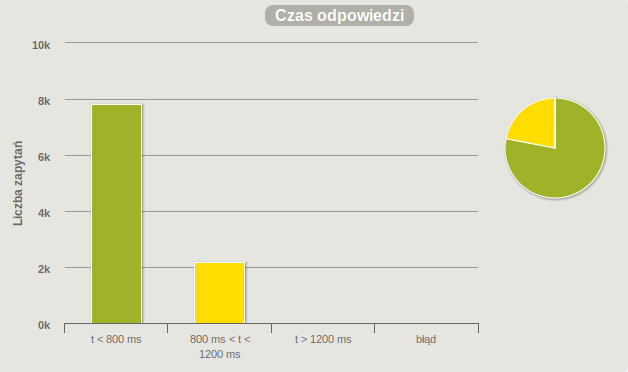 Czas odpowiedzi
10k
8k
6k
4k
2k
0k
Liczba zapytań
t < 800 ms
800 ms < t <
1200 ms
t > 1200 ms
błąd